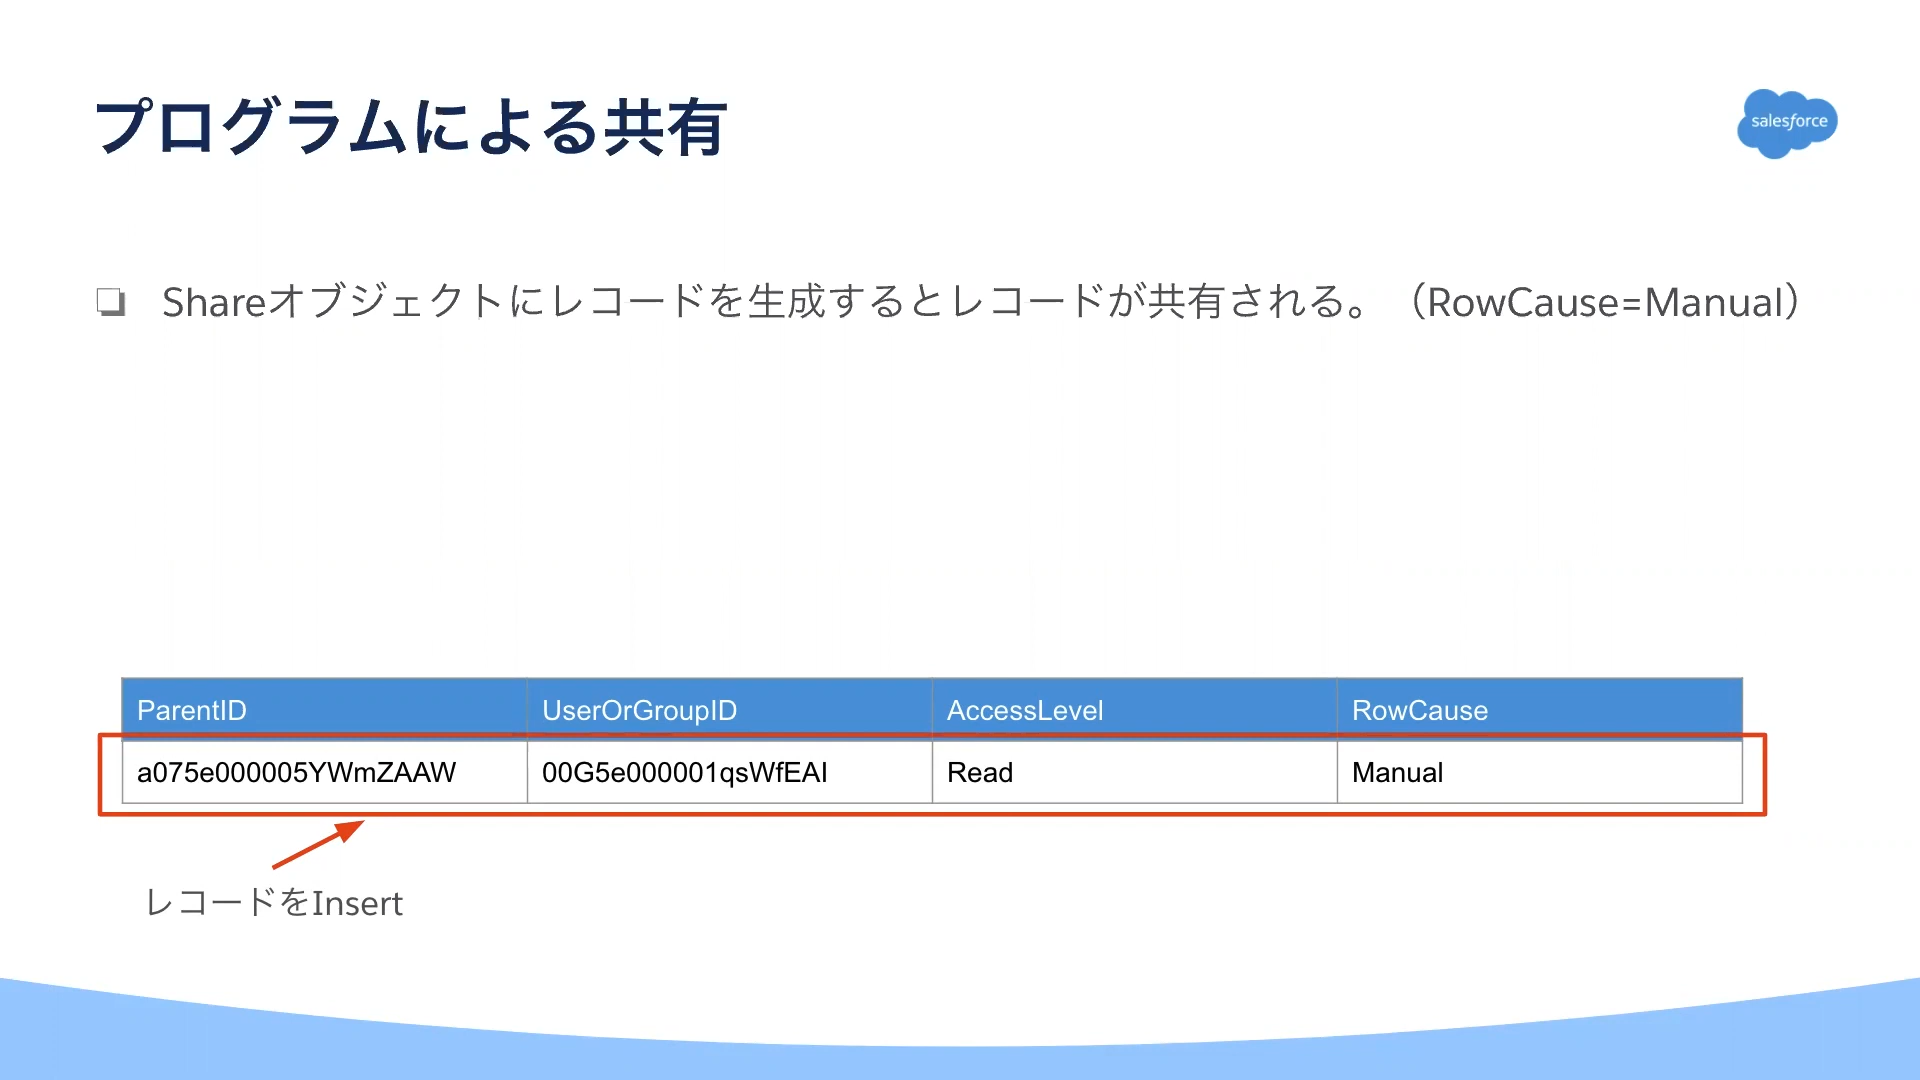 プログラムによる共有
salesforce
Shareオブジェクトにレコードを生成するとレコードが共有される。（RowCause=Manual）
ParentID UserOrGroupID AccessLevel RowCause
a075e000005YWmZAAW 00G5e000001qsWfEAI Read Manual
レコードをInsert